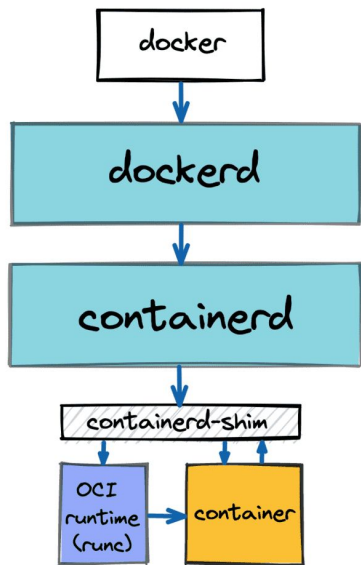 docker
dockerd
containerd
containerd-shim
OCI
runtime
(runc)
container